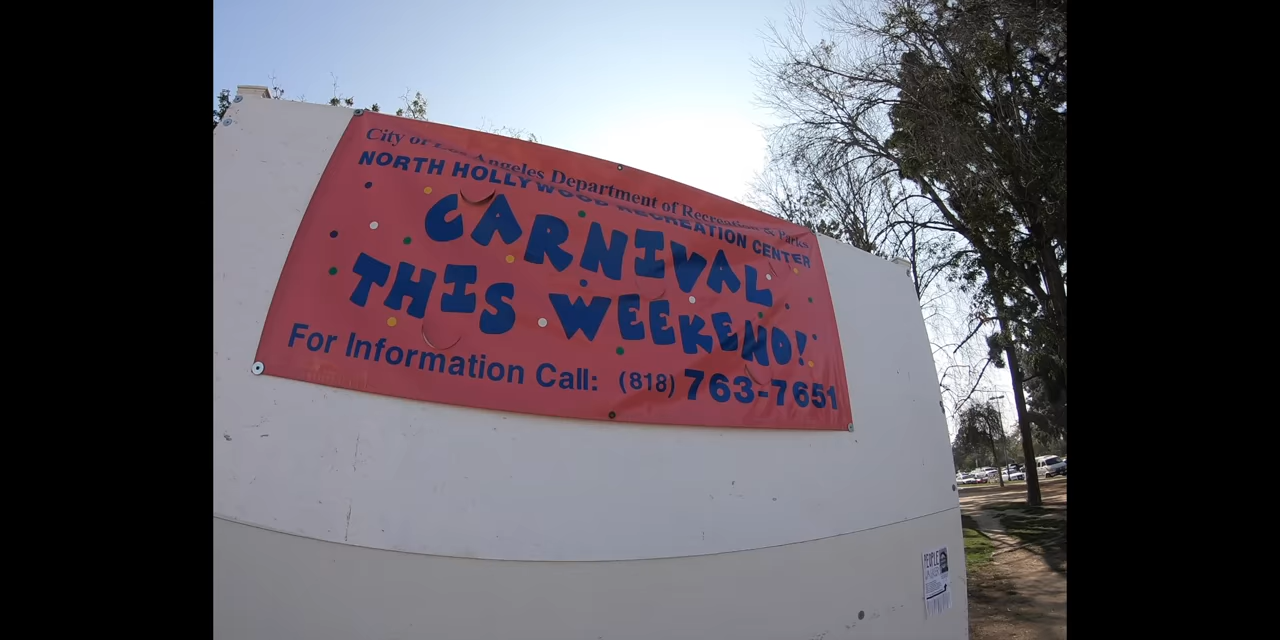 City of Los Angeles Department of Recreation & Parks
NORTH HOLLYWOOD RECREATION CENTER
CARNIVAL
THIS WEEKEND!
For Information Call: (818) 763-7651
PEOPLE